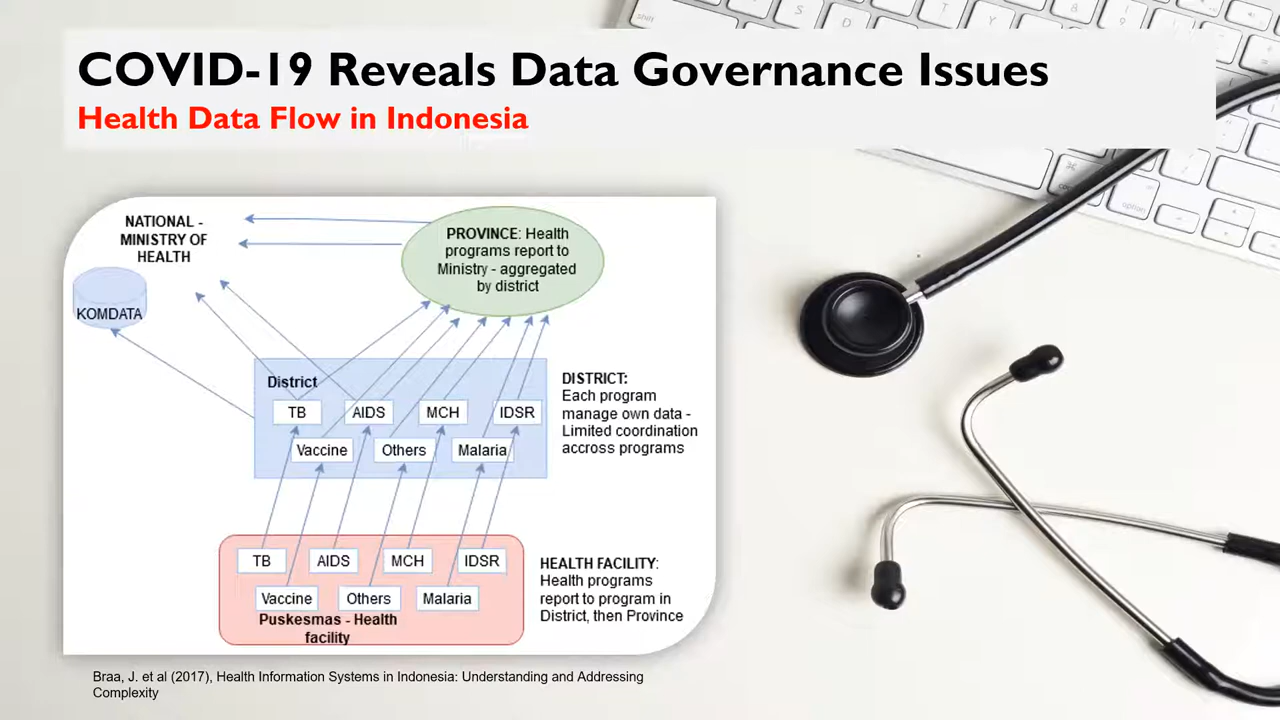 COVID-19 Reveals Data Governance Issues
Health Data Flow in Indonesia
NATIONAL -
MINISTRY OF
HEALTH
KOMDATA
PROVINCE: Health
programs report to
Ministry - aggregated
by district
District
TB
AIDS
MCH
IDSR
Vaccine
Others
Malaria
DISTRICT:
Each program
manage own data -
Limited coordination
accross programs
TB
AIDS
MCH
IDSR
Vaccine
Others
Malaria
Puskesmas - Health
facility
HEALTH FACILITY:
Health programs
report to program in
District, then Province
Braa, J. et al (2017), Health Information Systems in Indonesia: Understanding and Addressing
Complexity